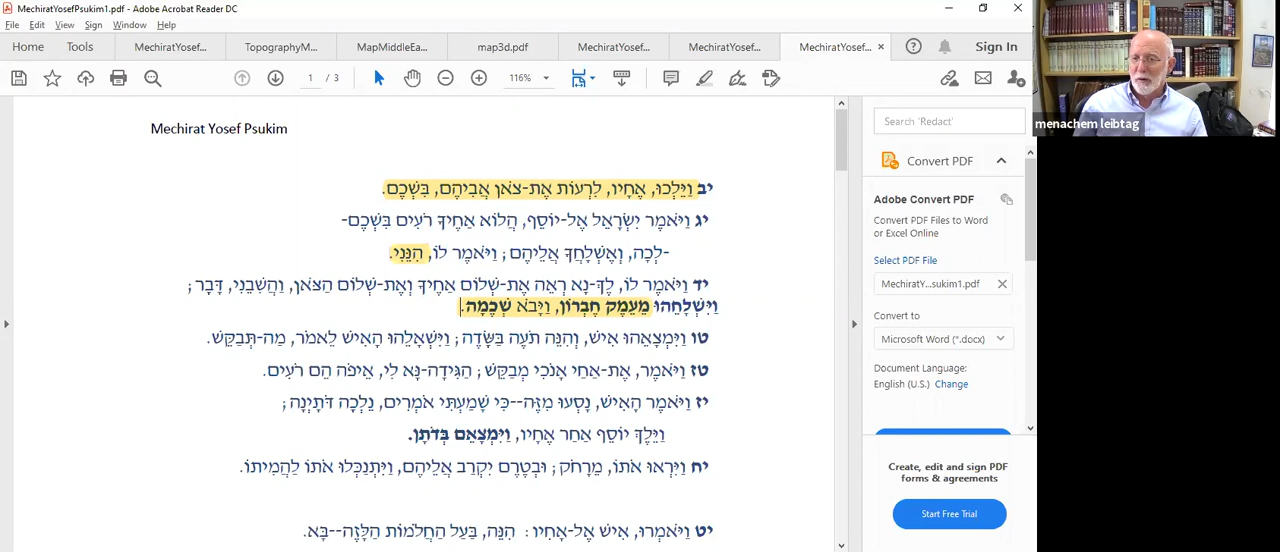 MechiratYosefPsukim1.pdf - Adobe Acrobat Reader DC
File Edit View Sign Window Help
Home Tools MechiratYosef... TopographyM... MapMiddleEa... map3d.pdf MechiratYosef... MechiratYosef... MechiratYosef... × Sign In
1 / 3 116%
menachem leibtag
Mechirat Yosef Psukim
יב וַיֵּלְכוּ, אֶחָיו, לִרְעוֹת אֶת-צֹאן אֲבִיהֶם, בִּשְׁכֶם.
יג וַיֹּאמֶר יִשְׂרָאֵל אֶל-יוֹסֵף, הֲלוֹא אַחֶיךָ רֹעִים בִּשְׁכֶם-
-לְכָה, וְאֶשְׁלָחֲךָ אֲלֵיהֶם; וַיֹּאמֶר לוֹ, הִנֵּנִי.
יד וַיֹּאמֶר לוֹ, לֶךְ-נָא רְאֵה אֶת-שְׁלוֹם אַחֶיךָ וְאֶת-שְׁלוֹם הַצֹּאן, וַהֲשִׁבֵנִי, דָּבָר;
וַיִּשְׁלָחֵהוּ מֵעֵמֶק חֶבְרוֹן, וַיָּבֹא שְׁכֶמָה.
טו וַיִּמְצָאֵהוּ אִישׁ, וְהִנֵּה תֹעֶה בַּשָּׂדֶה; וַיִּשְׁאָלֵהוּ הָאִישׁ לֵאמֹר, מַה-תְּבַקֵּשׁ.
טז וַיֹּאמֶר, אֶת-אַחַי אָנֹכִי מְבַקֵּשׁ; הַגִּידָה-נָּא לִי, אֵיפֹה הֵם רֹעִים.
יז וַיֹּאמֶר הָאִישׁ, נָסְעוּ מִזֶּה--כִּי שָׁמַעְתִּי אֹמְרִים, נֵלְכָה דֹּתָיְנָה;
וַיֵּלֶךְ יוֹסֵף אַחַר אֶחָיו, וַיִּמְצָאֵם בְּדֹתָן.
יח וַיִּרְאוּ אֹתוֹ, מֵרָחֹק; וּבְטֶרֶם יִקְרַב אֲלֵיהֶם, וַיִּתְנַכְּלוּ אֹתוֹ לַהֲמִיתוֹ.
יט וַיֹּאמְרוּ, אִישׁ אֶל-אָחִיו: הִנֵּה, בַּעַל הַחֲלֹמוֹת הַלָּזֶה--בָּא.
Search 'Redact'
Convert PDF
Adobe Convert PDF
Convert PDF Files to Word
or Excel Online
Select PDF File
MechiratY...sukim1.pdf ×
Convert to
Microsoft Word (*.docx)
Document Language:
English (U.S.) Change
Create, edit and sign PDF
forms & agreements
Start Free Trial